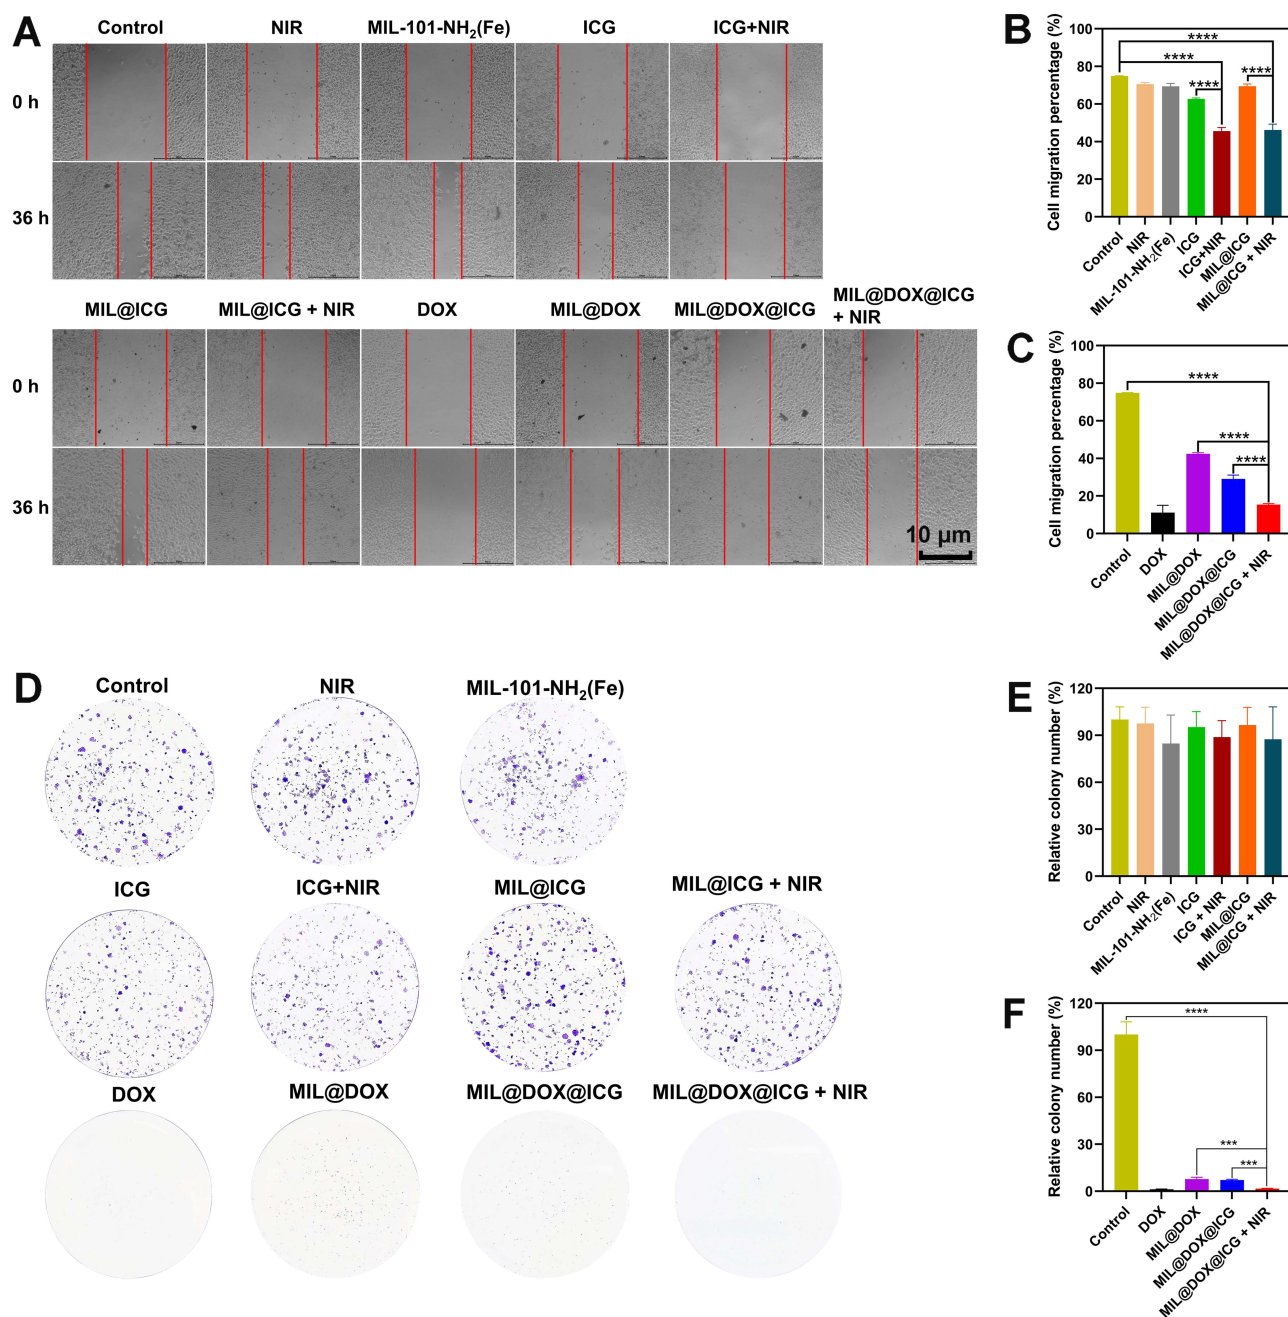 A
Control
NIR
MIL-101-NH2(Fe)
ICG
ICG+NIR
0 h
36 h
MIL@ICG
MIL@ICG + NIR
DOX
MIL@DOX
MIL@DOX@ICG
MIL@DOX@ICG
+ NIR
0 h
36 h
10 μm
B
Cell migration percentage (%)
100
80
60
40
20
0
****
****
****
****
Control
NIR
MIL-101-NH2(Fe)
ICG
ICG+NIR
MIL@ICG
MIL@ICG + NIR
C
Cell migration percentage (%)
100
80
60
40
20
0
****
****
****
Control
DOX
MIL@DOX
MIL@DOX@ICG
MIL@DOX@ICG + NIR
D
Control
NIR
MIL-101-NH2(Fe)
ICG
ICG+NIR
MIL@ICG
MIL@ICG + NIR
DOX
MIL@DOX
MIL@DOX@ICG
MIL@DOX@ICG + NIR
E
Relative colony number (%)
120
90
60
30
0
Control
NIR
MIL-101-NH2(Fe)
ICG
ICG + NIR
MIL@ICG
MIL@ICG + NIR
F
Relative colony number (%)
120
90
60
30
0
****
***
***
Control
DOX
MIL@DOX
MIL@DOX@ICG
MIL@DOX@ICG + NIR